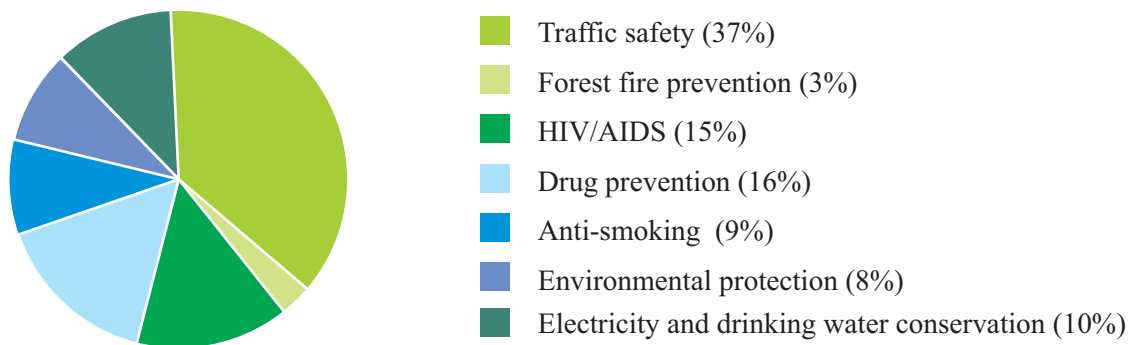 Traffic safety (37%)
Forest fire prevention (3%)
HIV/AIDS (15%)
Drug prevention (16%)
Anti-smoking (9%)
Environmental protection (8%)
Electricity and drinking water conservation (10%)